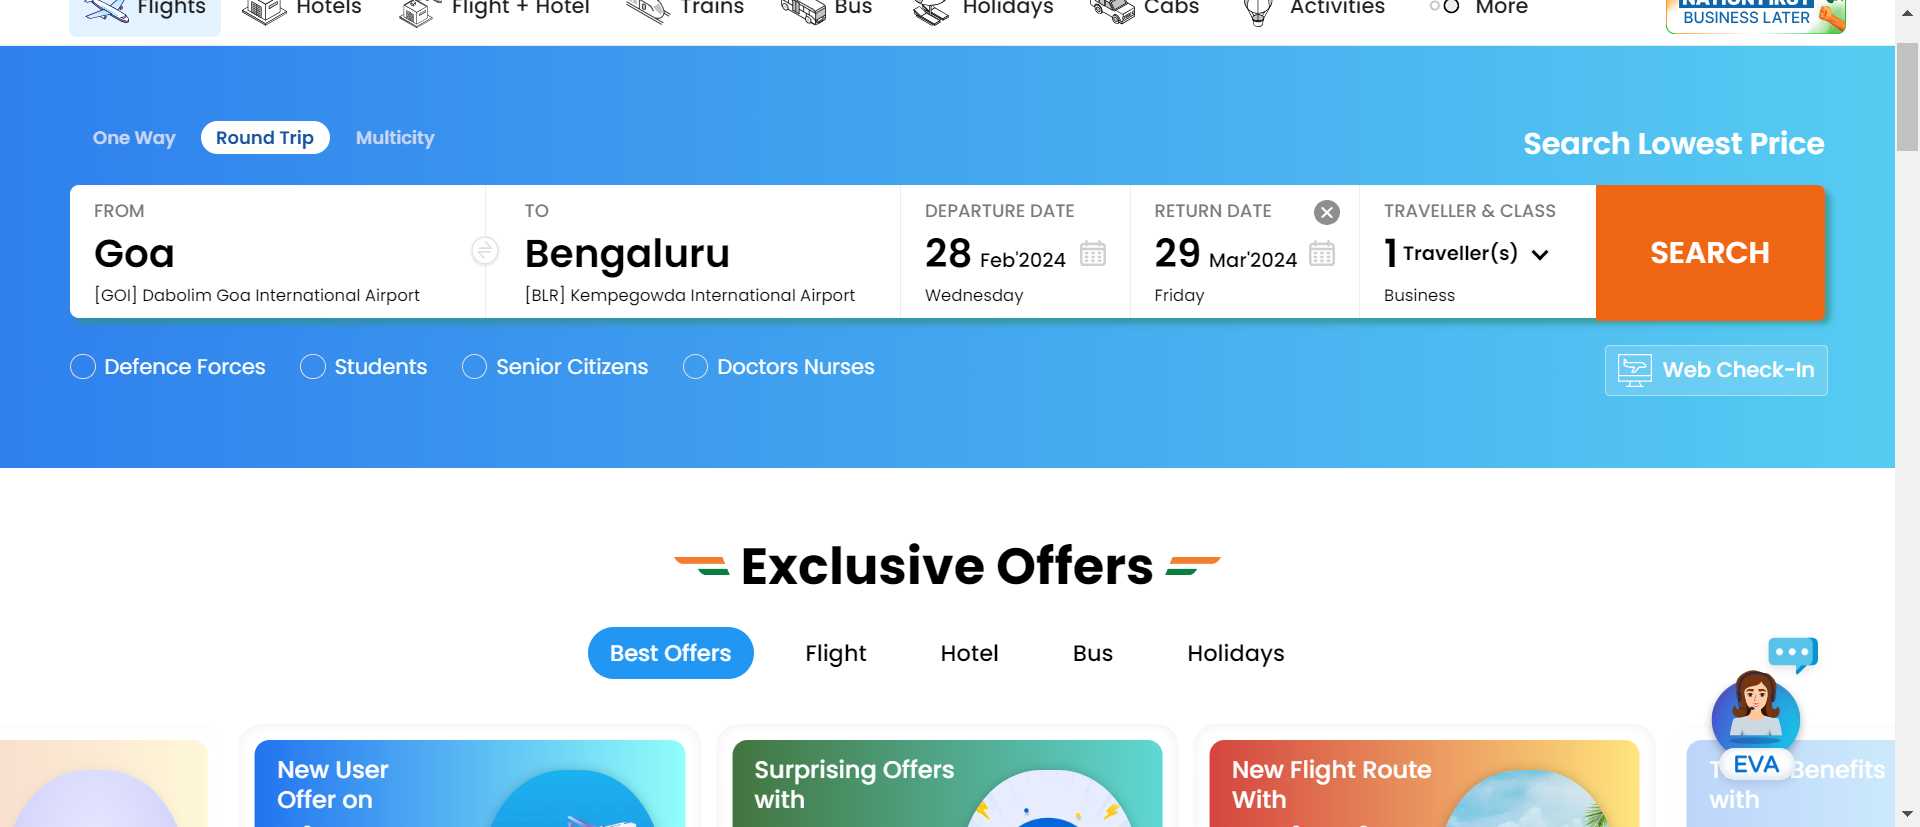 Flights Hotels Flight + Hotel Trains Bus Holidays Cabs Activities More
NATION FIRST
BUSINESS LATER
One Way Round Trip Multicity
Search Lowest Price
FROM TO DEPARTURE DATE RETURN DATE TRAVELLER & CLASS
Goa Bengaluru 28 Feb'2024 29 Mar'2024 1 Traveller(s) SEARCH
[GOI] Dabolim Goa International Airport [BLR] Kempegowda International Airport Wednesday Friday Business
Defence Forces Students Senior Citizens Doctors Nurses Web Check-In
Exclusive Offers
Best Offers Flight Hotel Bus Holidays
New User
Offer on
Surprising Offers
with
New Flight Route
With
Benefits
with
EVA